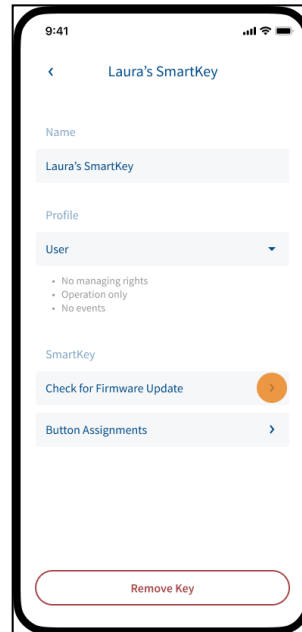 9:41
Laura's SmartKey
Name
Laura's SmartKey
Profile
User
• No managing rights
• Operation only
• No events
SmartKey
Check for Firmware Update
Button Assignments
Remove Key